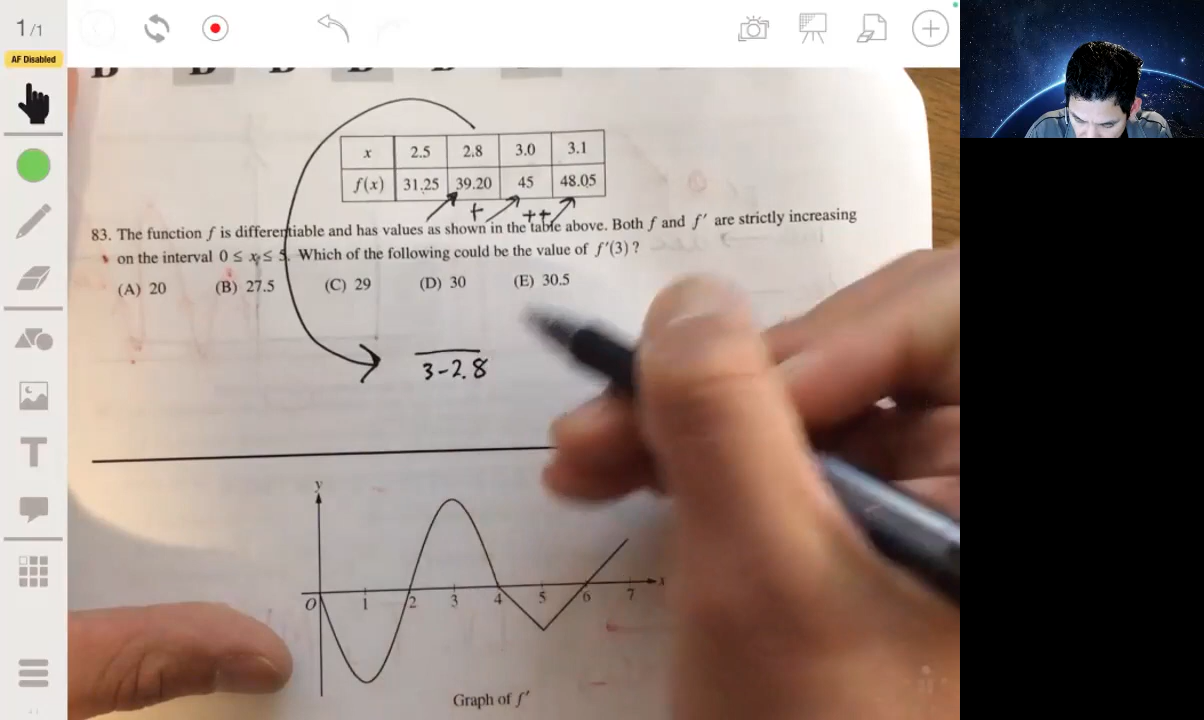 1/1
AF Disabled
x 2.5 2.8 3.0 3.1
f(x) 31.25 39.20 45 48.05
+ ++
83. The function f is differentiable and has values as shown in the table above. Both f and f' are strictly increasing
on the interval 0 ≤ x ≤ 5. Which of the following could be the value of f'(3) ?
(A) 20 (B) 27.5 (C) 29 (D) 30 (E) 30.5
3-2.8
y
O 1 2 3 4 5 6 7 x
Graph of f'
T